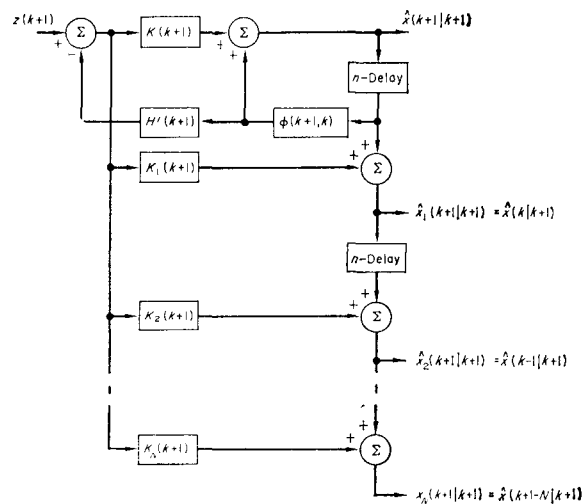 z(k+1)
+
−
Σ
K(k+1)
+
+
Σ
x̂(k+1|k+1)
n-Delay
H'(k+1)
ϕ(k+1,k)
K₁(k+1)
+
+
Σ
x̂₁(k+1|k+1) = x̂(k|k+1)
n-Delay
K₂(k+1)
+
+
Σ
x̂₂(k+1|k+1) = x̂(k-1|k+1)
K_N(k+1)
+
+
Σ
x_N(k+1|k+1) = x̂(k+1-N|k+1)